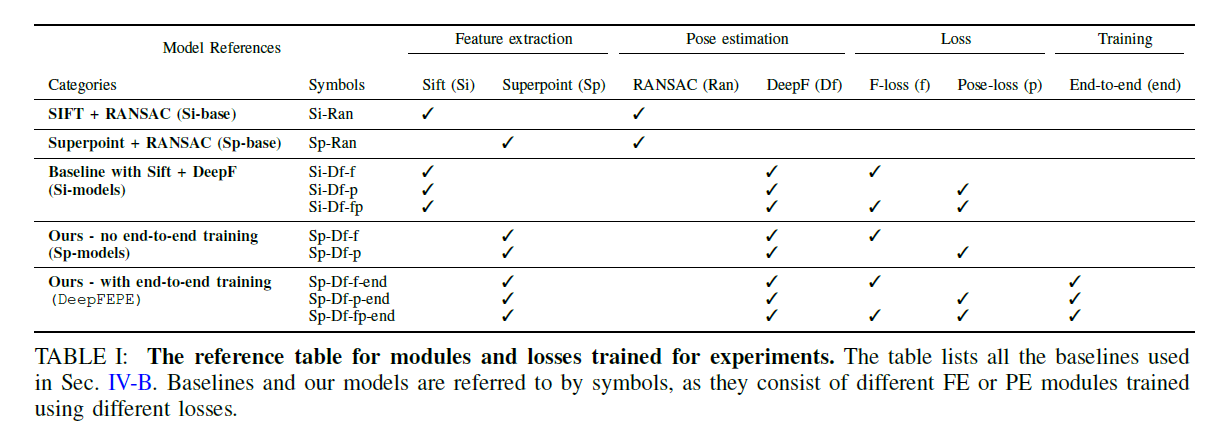 Model References Feature extraction Pose estimation Loss Training
Categories Symbols Sift (Si) Superpoint (Sp) RANSAC (Ran) DeepF (Df) F-loss (f) Pose-loss (p) End-to-end (end)
SIFT + RANSAC (Si-base) Si-Ran ✓ ✓
Superpoint + RANSAC (Sp-base) Sp-Ran ✓ ✓
Baseline with Sift + DeepF Si-Df-f ✓ ✓ ✓
(Si-models) Si-Df-p ✓ ✓ ✓
Si-Df-fp ✓ ✓ ✓ ✓
Ours - no end-to-end training Sp-Df-f ✓ ✓ ✓
(Sp-models) Sp-Df-p ✓ ✓ ✓
Ours - with end-to-end training Sp-Df-f-end ✓ ✓ ✓ ✓
(DeepFEPE) Sp-Df-p-end ✓ ✓ ✓ ✓
Sp-Df-fp-end ✓ ✓ ✓ ✓ ✓
TABLE I: The reference table for modules and losses trained for experiments. The table lists all the baselines used
in Sec. IV-B. Baselines and our models are referred to by symbols, as they consist of different FE or PE modules trained
using different losses.